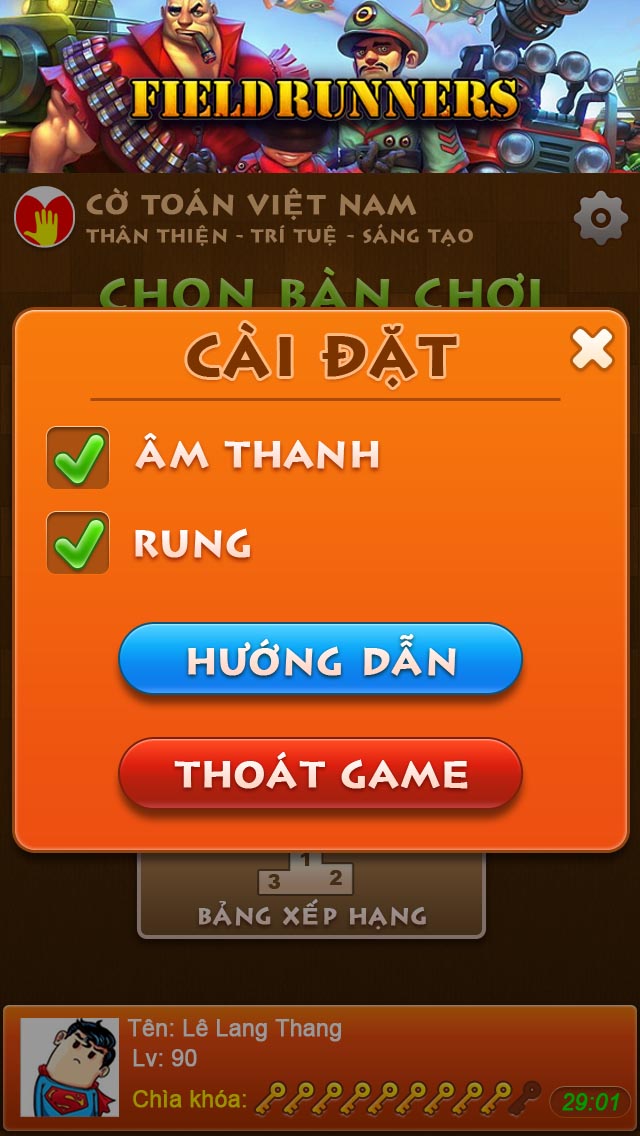 FIELDRUNNERS
CỜ TOÁN VIỆT NAM
THÂN THIỆN - TRÍ TUỆ - SÁNG TẠO
CHỌN BÀN CHƠI
CÀI ĐẶT
ÂM THANH
RUNG
HƯỚNG DẪN
THOÁT GAME
1
3 2
BẢNG XẾP HẠNG
Tên: Lê Lang Thang
Lv: 90
Chìa khóa: 29:01